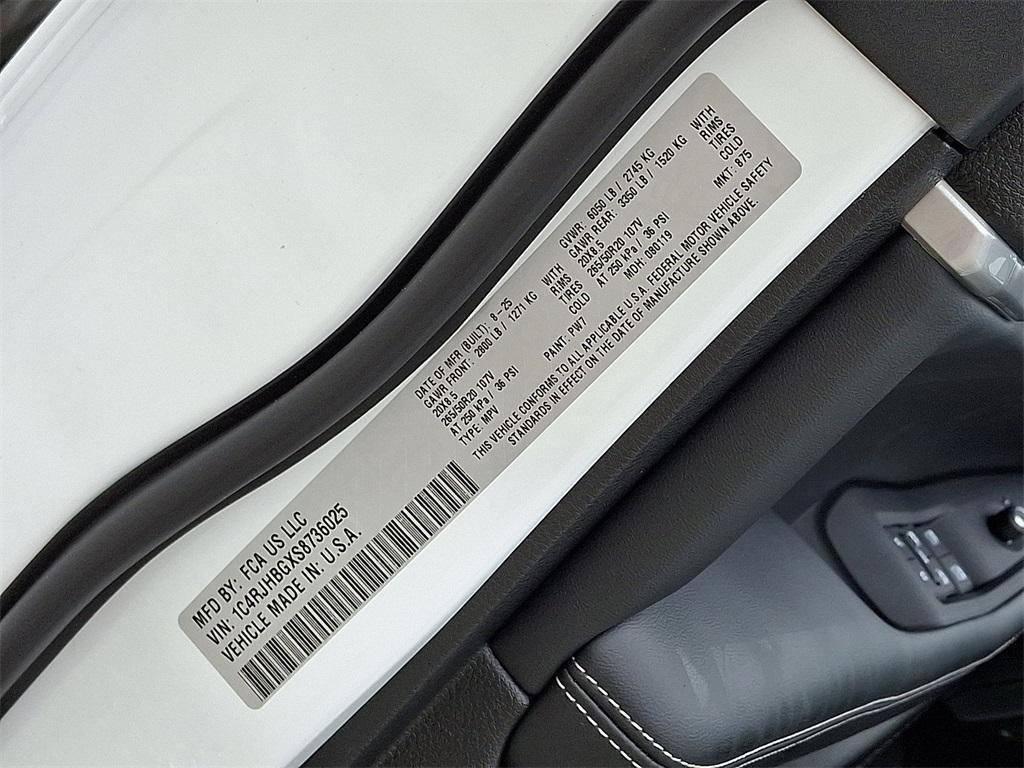 MFD BY: FCA US LLC
VIN: 1C4RJHBGXS8736025
VEHICLE MADE IN: U.S.A.
DATE OF MFR (BUILT): 8-25 GVWR: 6050 LB / 2745 KG
GAWR FRONT: 2800 LB / 1271 KG WITH GAWR REAR: 3350 LB / 1520 KG WITH
20X8.5 RIMS 20X8.5 RIMS
265/50R20 107V TIRES 265/50R20 107V TIRES
AT 250 kPa / 36 PSI COLD AT 250 kPa / 36 PSI COLD
TYPE: MPV PAINT: PW7 MDH: 080119 MKT: 875
THIS VEHICLE CONFORMS TO ALL APPLICABLE U.S.A. FEDERAL MOTOR VEHICLE SAFETY
STANDARDS IN EFFECT ON THE DATE OF MANUFACTURE SHOWN ABOVE.